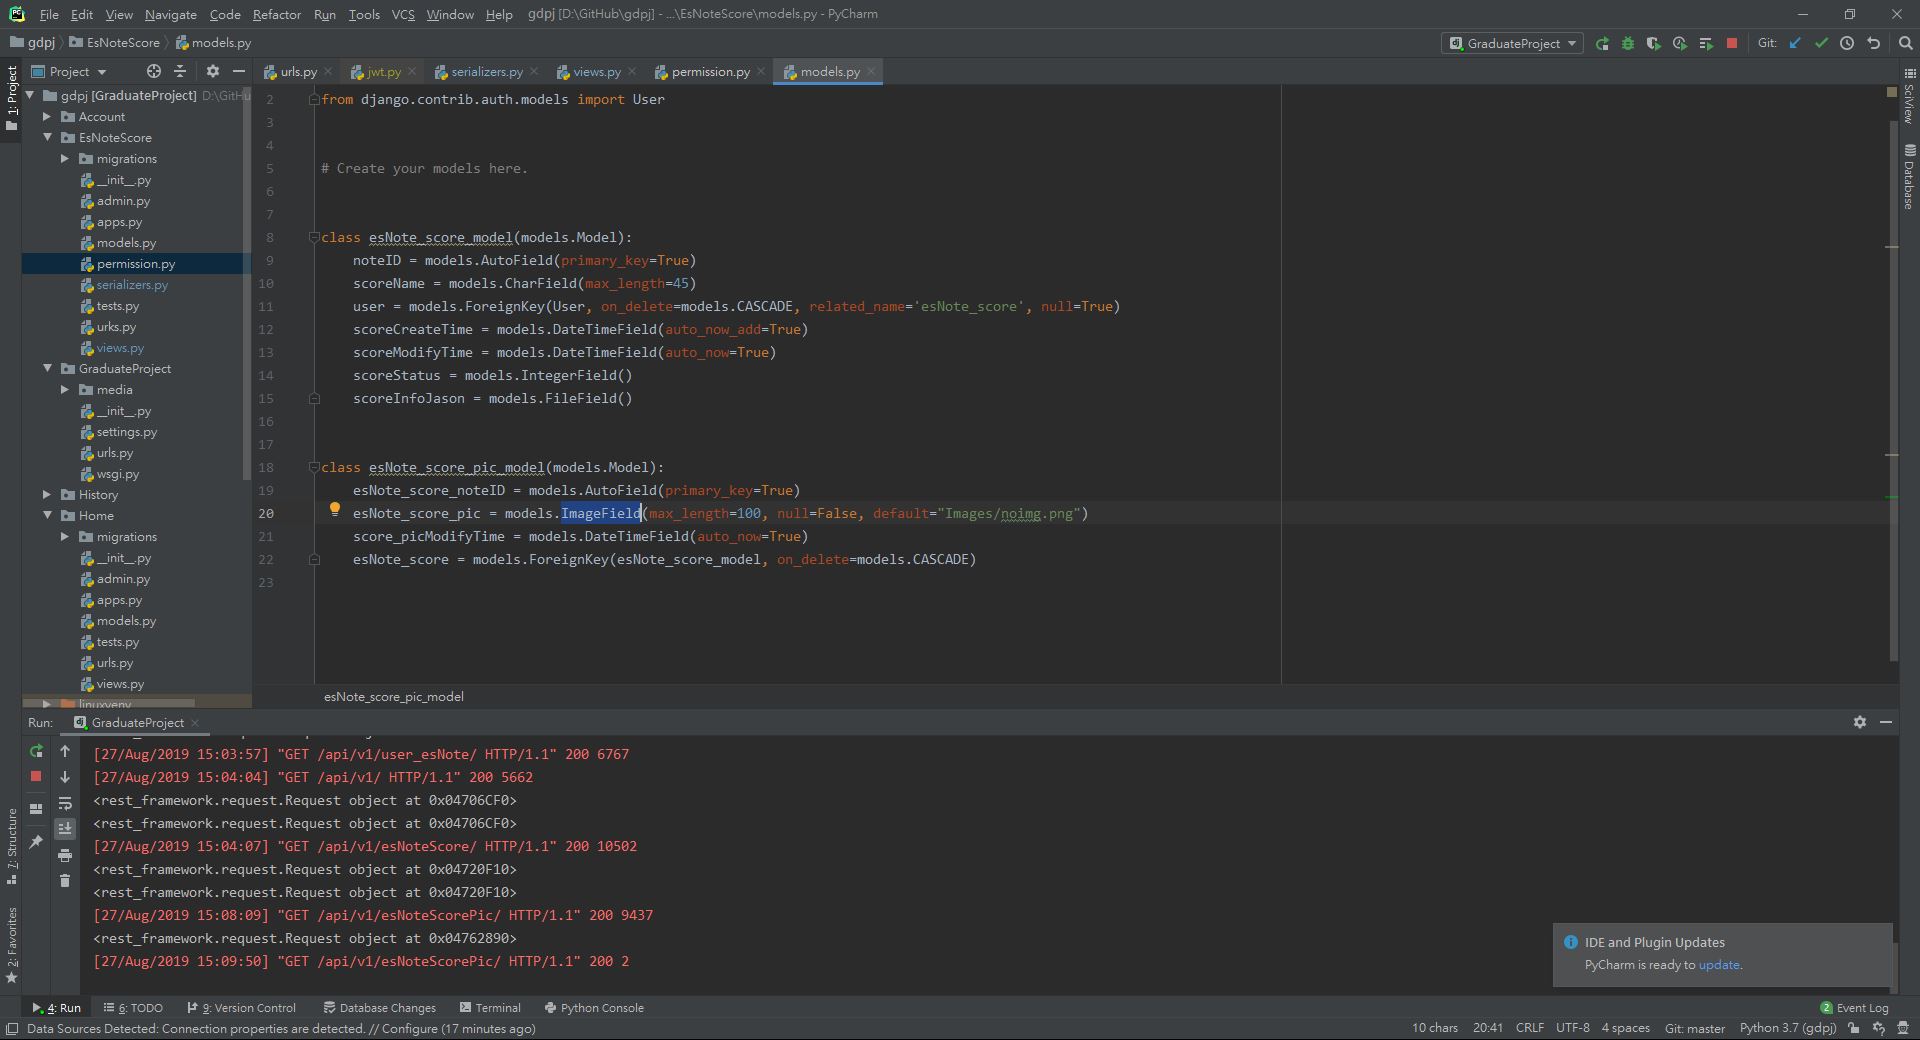 File Edit View Navigate Code Refactor Run Tools VCS Window Help gdpj [D:\GitHub\gdpj] - ...\EsNoteScore\models.py - PyCharm
gdpj EsNoteScore models.py
GraduateProject Git:
Project urls.py jwt.py serializers.py views.py permission.py models.py
1: Project
gdpj [GraduateProject] D:\GitHu
Account
EsNoteScore
migrations
__init__.py
admin.py
apps.py
models.py
permission.py
serializers.py
tests.py
urks.py
views.py
GraduateProject
media
__init__.py
settings.py
urls.py
wsgi.py
History
Home
migrations
__init__.py
admin.py
apps.py
models.py
tests.py
urls.py
views.py
linuxvenv
2 from django.contrib.auth.models import User
3
4
5 # Create your models here.
6
7
8 class esNote_score_model(models.Model):
9 noteID = models.AutoField(primary_key=True)
10 scoreName = models.CharField(max_length=45)
11 user = models.ForeignKey(User, on_delete=models.CASCADE, related_name='esNote_score', null=True)
12 scoreCreateTime = models.DateTimeField(auto_now_add=True)
13 scoreModifyTime = models.DateTimeField(auto_now=True)
14 scoreStatus = models.IntegerField()
15 scoreInfoJason = models.FileField()
16
17
18 class esNote_score_pic_model(models.Model):
19 esNote_score_noteID = models.AutoField(primary_key=True)
20 esNote_score_pic = models.ImageField(max_length=100, null=False, default="Images/noimg.png")
21 score_picModifyTime = models.DateTimeField(auto_now=True)
22 esNote_score = models.ForeignKey(esNote_score_model, on_delete=models.CASCADE)
23
esNote_score_pic_model
SciView
Database
Run: GraduateProject
[27/Aug/2019 15:03:57] "GET /api/v1/user_esNote/ HTTP/1.1" 200 6767
[27/Aug/2019 15:04:04] "GET /api/v1/ HTTP/1.1" 200 5662
<rest_framework.request.Request object at 0x04706CF0>
<rest_framework.request.Request object at 0x04706CF0>
[27/Aug/2019 15:04:07] "GET /api/v1/esNoteScore/ HTTP/1.1" 200 10502
<rest_framework.request.Request object at 0x04720F10>
<rest_framework.request.Request object at 0x04720F10>
[27/Aug/2019 15:08:09] "GET /api/v1/esNoteScorePic/ HTTP/1.1" 200 9437
<rest_framework.request.Request object at 0x04762890>
[27/Aug/2019 15:09:50] "GET /api/v1/esNoteScorePic/ HTTP/1.1" 200 2
7: Structure
2: Favorites
IDE and Plugin Updates
PyCharm is ready to update.
4: Run 6: TODO 9: Version Control Database Changes Terminal Python Console 2 Event Log
Data Sources Detected: Connection properties are detected. // Configure (17 minutes ago) 10 chars 20:41 CRLF UTF-8 4 spaces Git: master Python 3.7 (gdpj)